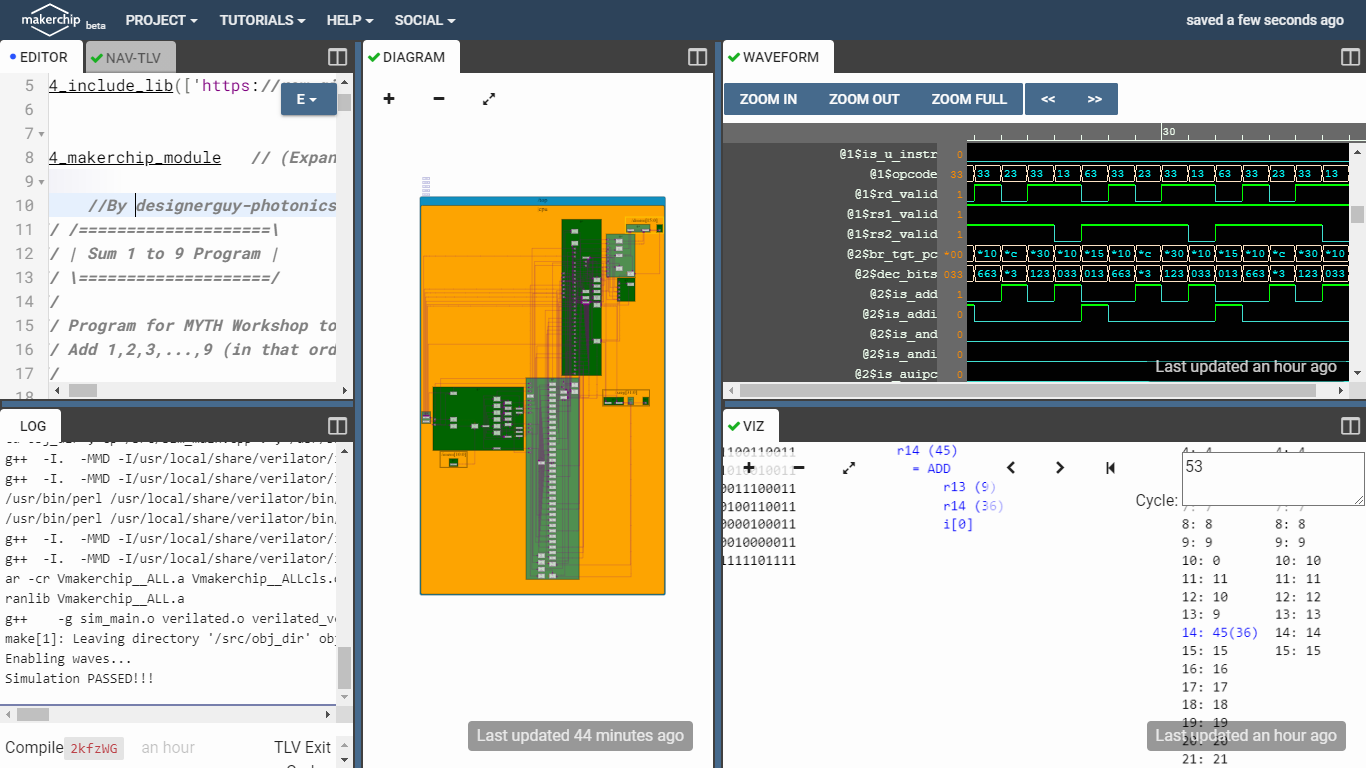 makerchip beta PROJECT TUTORIALS HELP SOCIAL saved a few seconds ago
EDITOR NAV-TLV
5 4_include_lib(['https://
E
6
7
8 4_makerchip_module // (Expan
9
10 //By designerguy-photonics
11 / /====================\
12 / | Sum 1 to 9 Program |
13 / \====================/
14 /
15 / Program for MYTH Workshop to
16 / Add 1,2,3,...,9 (in that ord
17 /
18
LOG
g++ -I. -MMD -I/usr/local/share/verilator/i
g++ -I. -MMD -I/usr/local/share/verilator/i
/usr/bin/perl /usr/local/share/verilator/bin,
/usr/bin/perl /usr/local/share/verilator/bin,
g++ -I. -MMD -I/usr/local/share/verilator/i
g++ -I. -MMD -I/usr/local/share/verilator/i
ar -cr Vmakerchip__ALL.a Vmakerchip__ALLcls.
ranlib Vmakerchip__ALL.a
g++ -g sim_main.o verilated.o verilated_v
make[1]: Leaving directory '/src/obj_dir' ob
Enabling waves...
Simulation PASSED!!!
Compile 2kfzWG an hour TLV Exit
DIAGRAM
Last updated 44 minutes ago
WAVEFORM
ZOOM IN ZOOM OUT ZOOM FULL << >>
30
@1$is_u_instr 0
@1$opcode 33 33 23 33 13 63 33 23 33 13 63 33 23 33 13
@1$rd_valid 1
@1$rs1_valid 1
@1$rs2_valid 1
@2$br_tgt_pc *00 *10 *c *30 *10 *15 *10 *c *30 *10 *15 *10 *c *30 *10
@2$dec_bits 033 663 *3 123 033 013 663 *3 123 033 013 663 *3 123 033
@2$is_add 1
@2$is_addi 0
@2$is_and 0
@2$is_andi 0
@2$is_auipc 0
Last updated an hour ago
VIZ
1100110011
0011100011
0100110011
0000100011
0010000011
1111101111
r14 (45)
= ADD
r13 (9)
r14 (36)
i[0]
Cycle: 53
8: 8 8: 8
9: 9 9: 9
10: 0 10: 10
11: 11 11: 11
12: 10 12: 12
13: 9 13: 13
14: 45(36) 14: 14
15: 15 15: 15
16: 16
17: 17
18: 18
19: 19
20: 20
21: 21
Last updated an hour ago